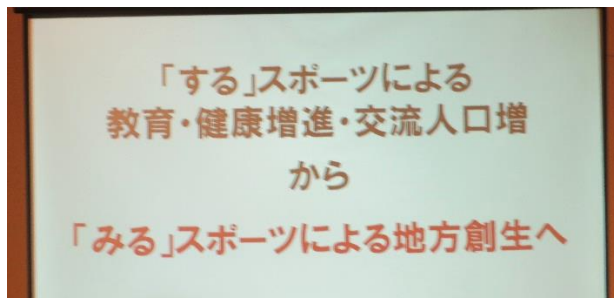 「する」スポーツによる
教育・健康増進・交流人口増
から
「みる」スポーツによる地方創生へ